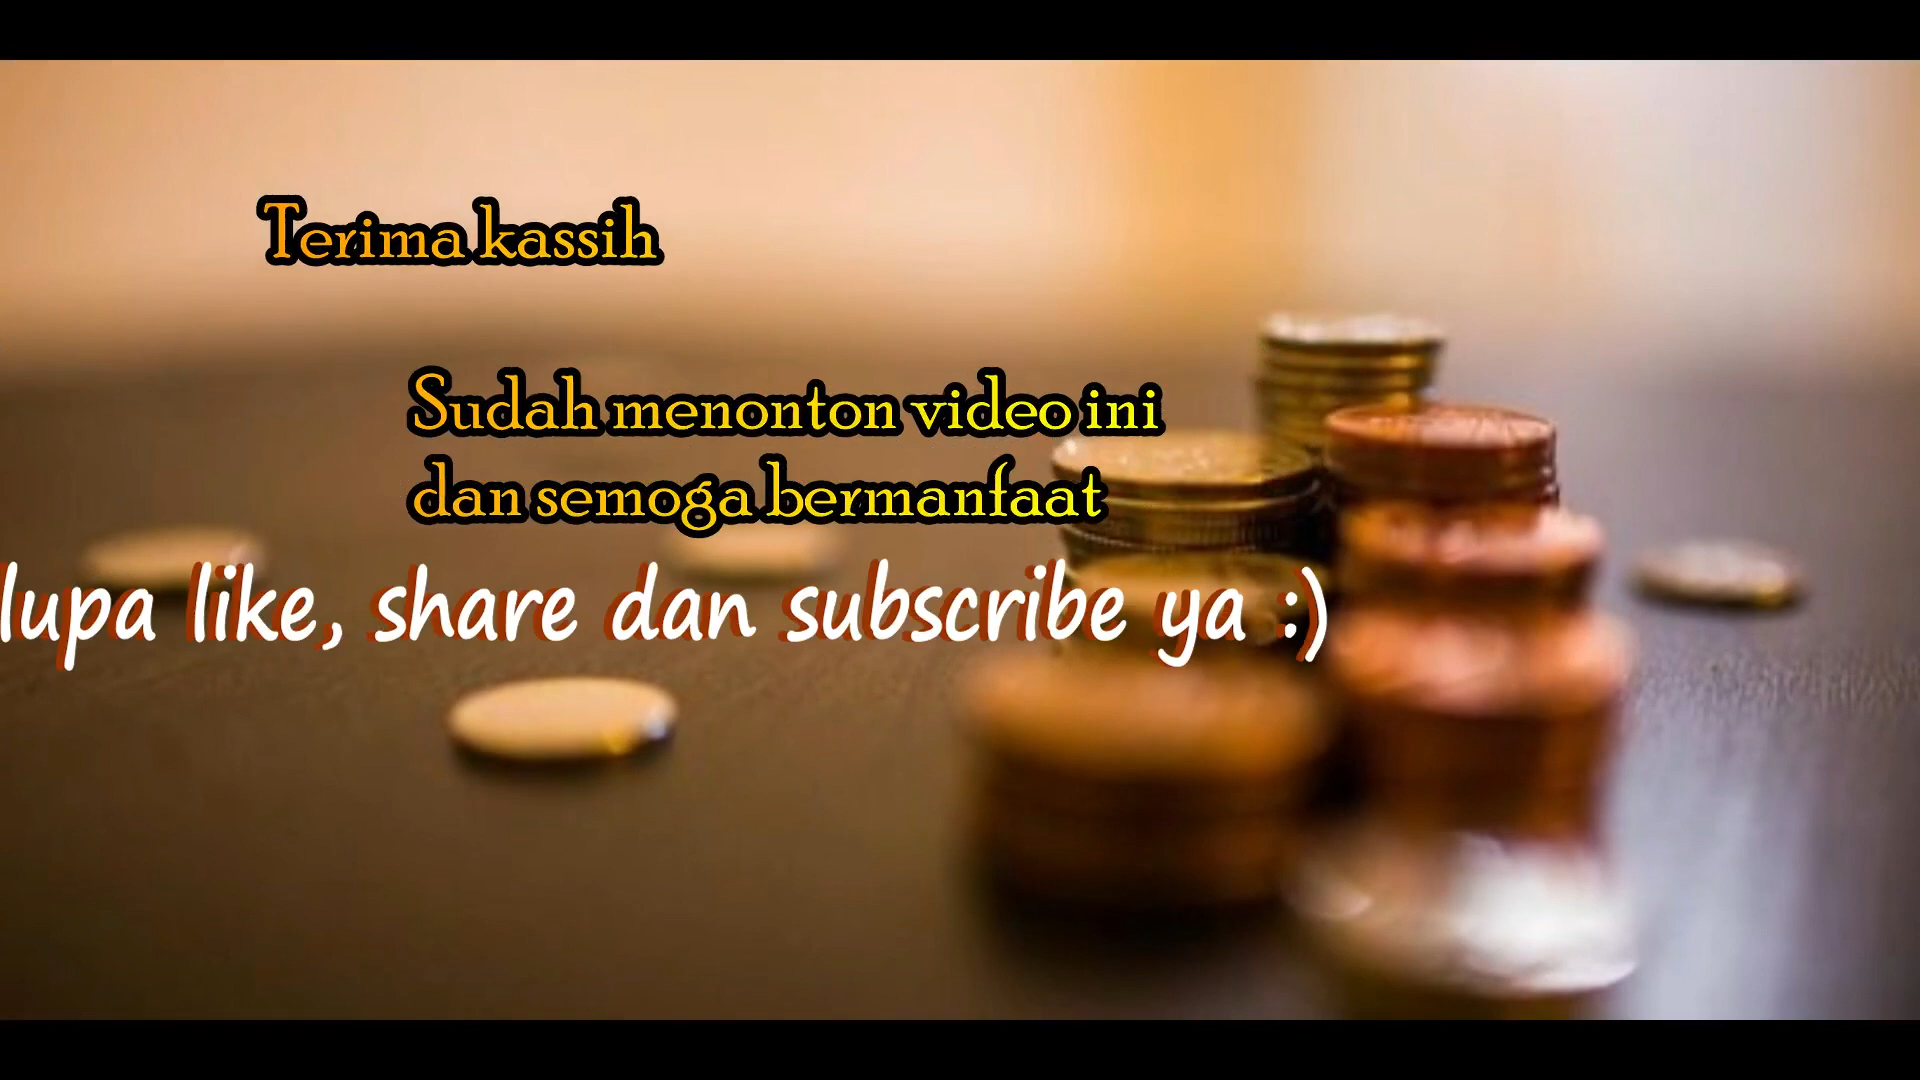 Terima kassih
Sudah menonton video ini
dan semoga bermanfaat
lupa like, share dan subscribe ya :)